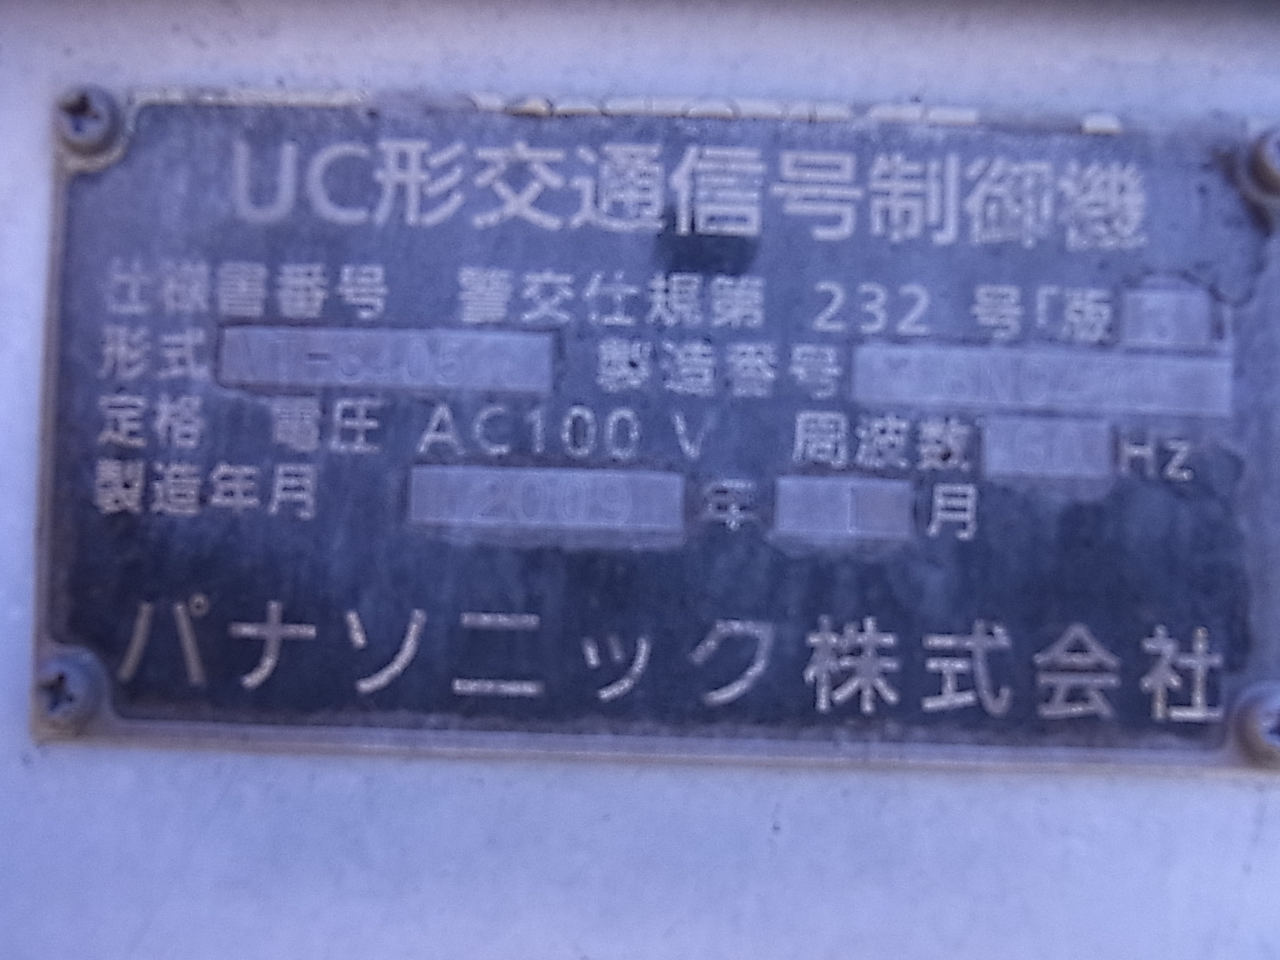 UC形交通信号制御機
仕様書番号 警交仕規第 232 号「版
形式 製造番号
定格 電圧 AC100 V 周波数 60 HZ
製造年月 2009 年 1 月
パナソニック株式会社